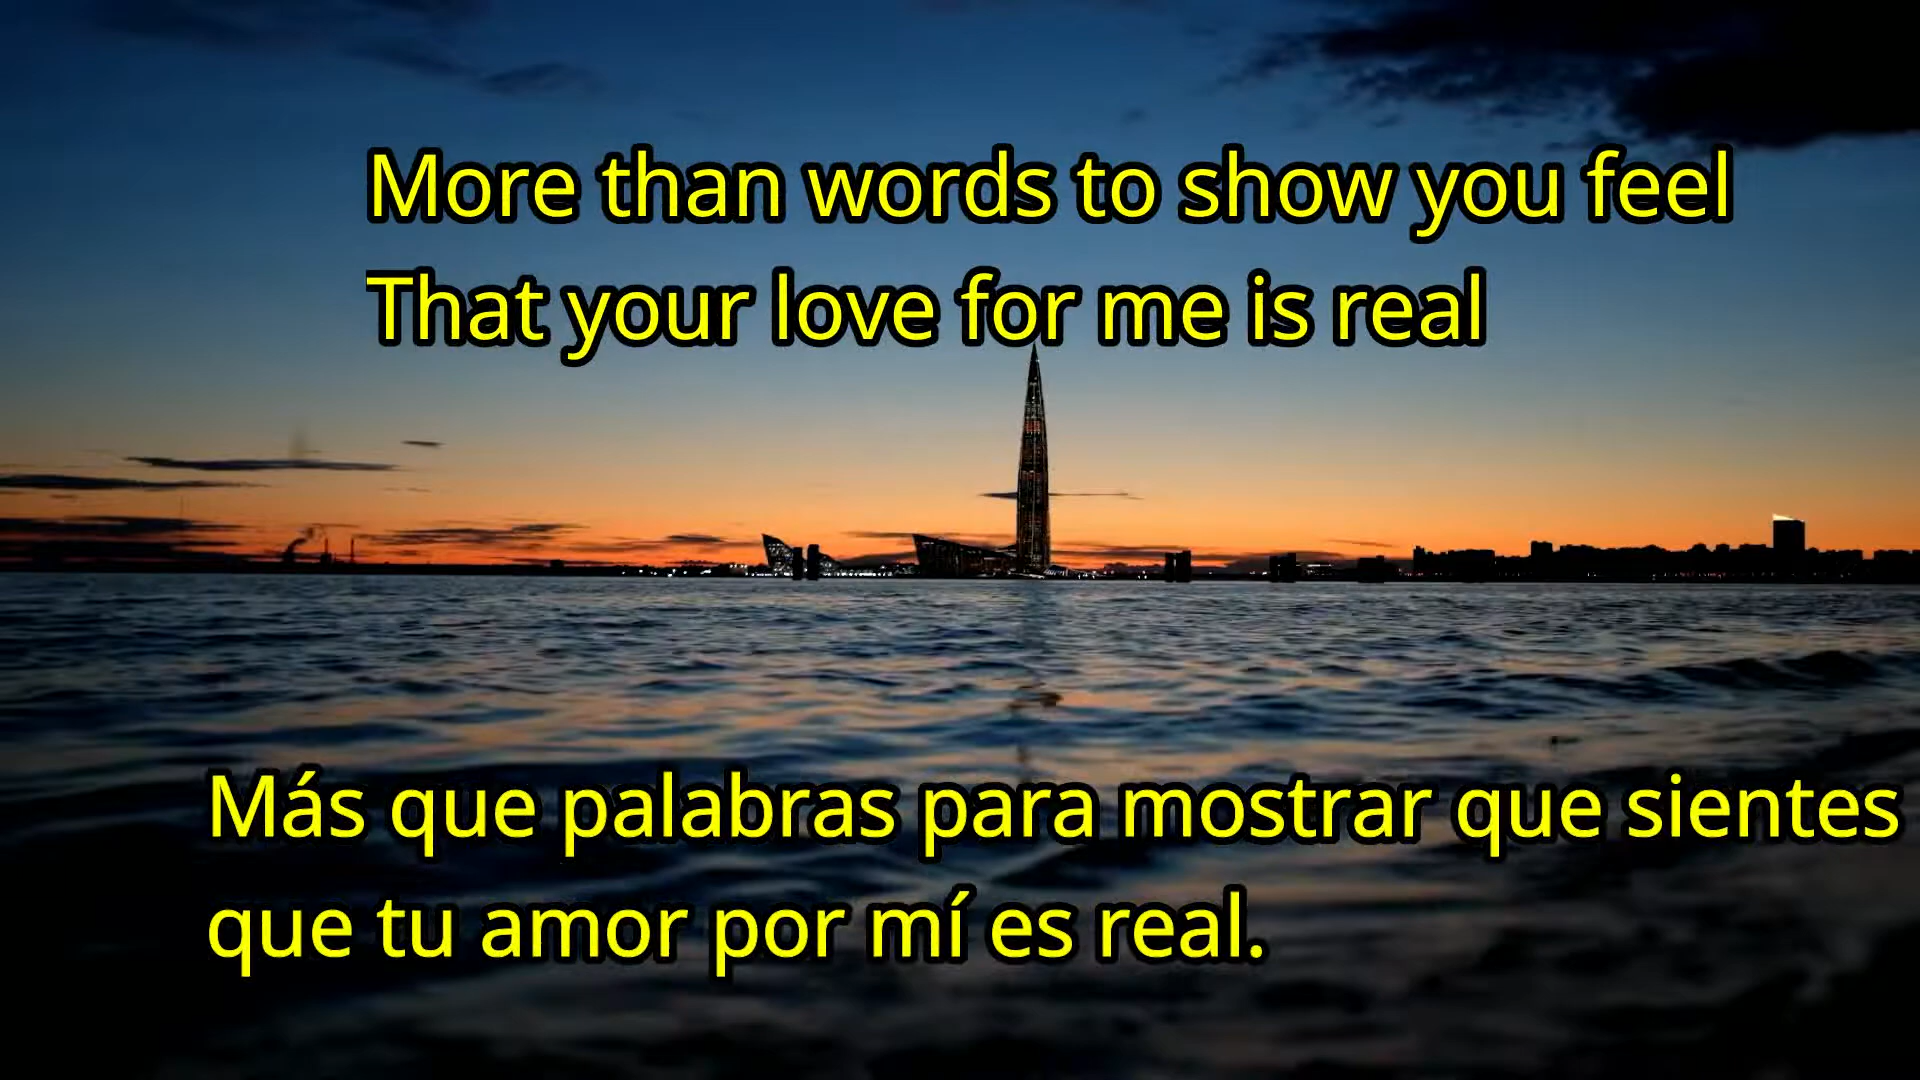 More than words to show you feel
That your love for me is real
Más que palabras para mostrar que sientes
que tu amor por mí es real.